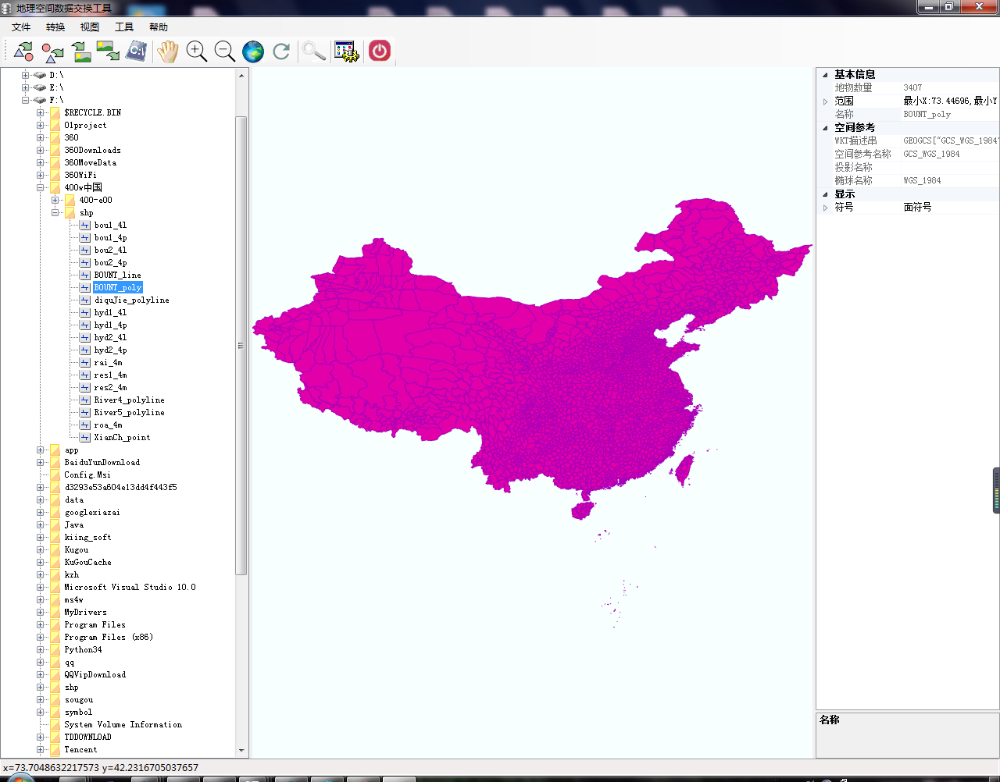 地理空间数据交换工具
文件 转换 视图 工具 帮助
C:\
D:\
E:\
F:\
$RECYCLE.BIN
01project
360
360Downloads
360MoveData
360WiFi
400w中国
400-e00
shp
bou1_4l
bou1_4p
bou2_4l
bou2_4p
BOUNT_line
BOUNT_poly
diquJie_polyline
hyd1_4l
hyd1_4p
hyd2_4l
hyd2_4p
rai_4m
res1_4m
res2_4m
River4_polyline
River5_polyline
roa_4m
XianCh_point
app
BaiduYunDownload
Config.Msi
d3293e53a604e13dd4f443f5
data
googlexiazai
Java
kiing_soft
Kugou
KuGouCache
kzh
Microsoft Visual Studio 10.0
ms4w
MyDrivers
Program Files
Program Files (x86)
Python34
qq
QQVipDownload
shp
sougou
symbol
System Volume Information
TDDOWNLOAD
Tencent
基本信息
地物数量 3407
范围 最小X:73.44696,最小Y
名称 BOUNT_poly
空间参考
WKT描述串 GEOGCS["GCS_WGS_1984"
空间参考名称 GCS_WGS_1984
投影名称
椭球名称 WGS_1984
显示
符号 面符号
名称
x=73.7048632217573 y=42.2316705037657